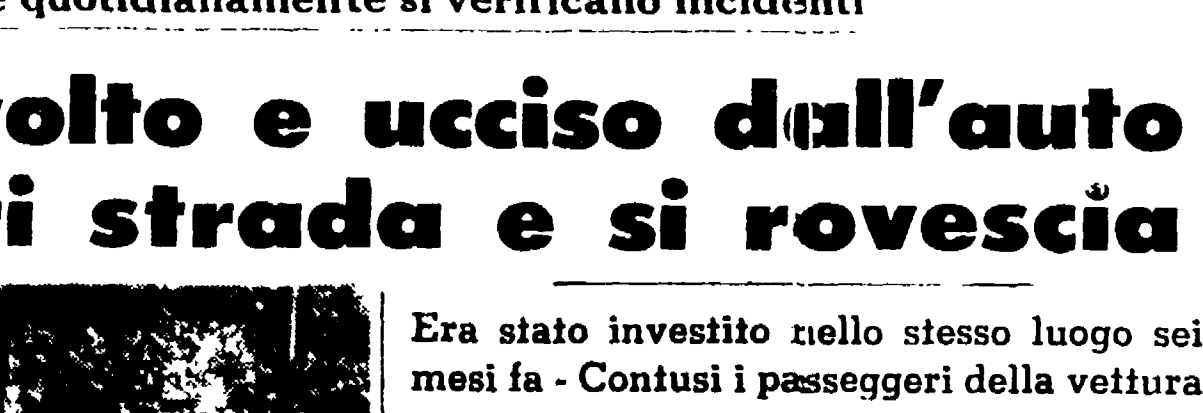 quotidianamente si verificano incidenti
e ucciso dall'auto
strada e si rovescia
Era stato investito nello stesso luogo sei
mesi fa - Contusi i passeggeri della vettura